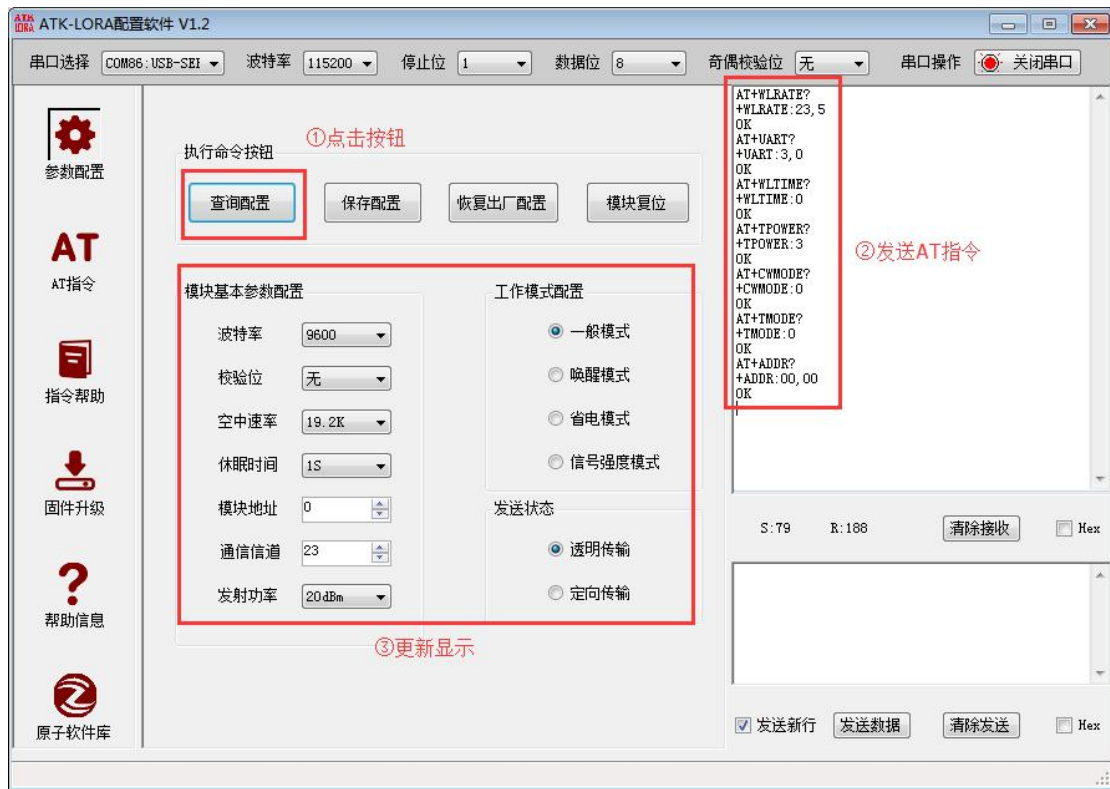 ATK LORA ATK-LORA配置软件 V1.2
串口选择 COM86:USB-SEI 波特率 115200 停止位 1 数据位 8 奇偶校验位 无 串口操作 关闭串口
参数配置
AT
AT指令
指令帮助
固件升级
?
帮助信息
原子软件库
①点击按钮
执行命令按钮
查询配置 保存配置 恢复出厂配置 模块复位
模块基本参数配置
波特率 9600
校验位 无
空中速率 19.2K
休眠时间 1S
模块地址 0
通信信道 23
发射功率 20dBm
工作模式配置
一般模式
唤醒模式
省电模式
信号强度模式
发送状态
透明传输
定向传输
③更新显示
AT+WLRATE?
+WLRATE:23,5
OK
AT+UART?
+UART:3,0
OK
AT+WLTIME?
+WLTIME:0
OK
AT+TPOWER?
+TPOWER:3
OK
AT+CWMODE?
+CWMODE:0
OK
AT+TMODE?
+TMODE:0
OK
AT+ADDR?
+ADDR:00,00
OK
②发送AT指令
S:79 R:188 清除接收 Hex
发送新行 发送数据 清除发送 Hex